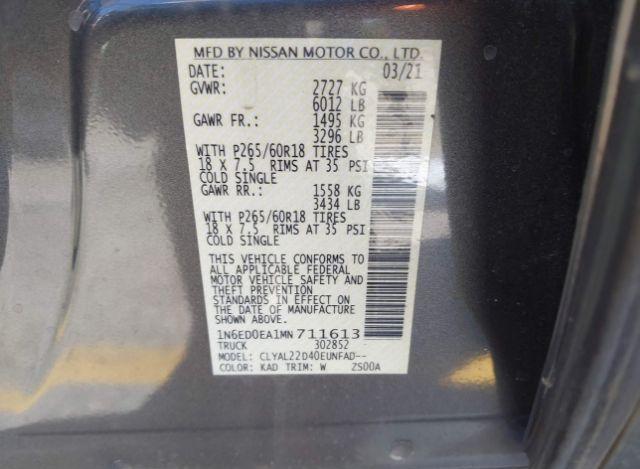 MFD BY NISSAN MOTOR CO., LTD.
DATE: 03/21
GVWR: 2727 KG
6012 LB
GAWR FR.: 1495 KG
3296 LB
WITH P265/60R18 TIRES
18 X 7.5 RIMS AT 35 PSI
COLD SINGLE
GAWR RR.: 1558 KG
3434 LB
WITH P265/60R18 TIRES
18 X 7.5 RIMS AT 35 PSI
COLD SINGLE
THIS VEHICLE CONFORMS TO
ALL APPLICABLE FEDERAL
MOTOR VEHICLE SAFETY AND
THEFT PREVENTION
STANDARDS IN EFFECT ON
THE DATE OF MANUFACTURE
SHOWN ABOVE.
1N6ED0EA1MN711613
TRUCK 302852
MODEL: CLYAL22D40EUNFAD--
COLOR: KAD TRIM: W ZS00A